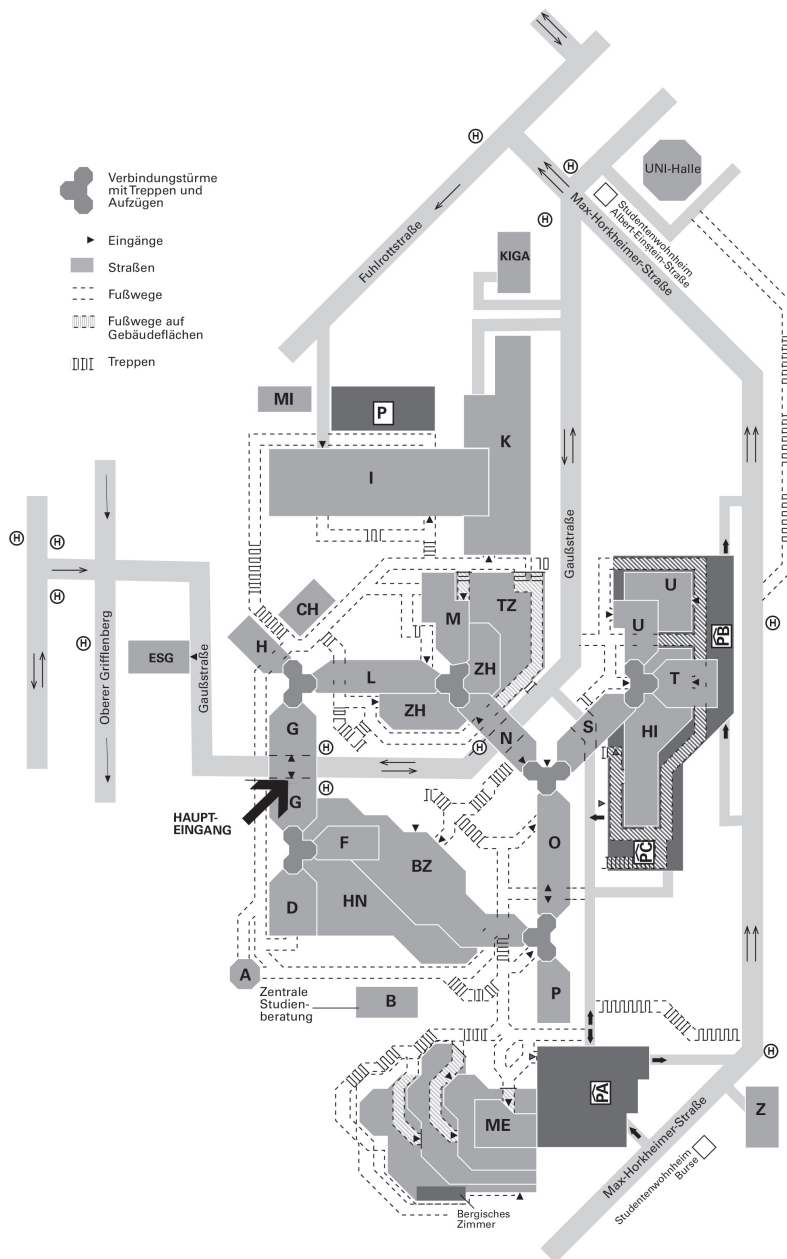 Verbindungstürme
mit Treppen und
Aufzügen
Eingänge
Straßen
Fußwege
Fußwege auf
Gebäudeflächen
Treppen
H
H
H
UNI-Halle
Studentenwohnheim
Albert-Einstein-Straße
Max-Horkheimer-Straße
Fuhlrottstraße
KIGA
MI
P
K
I
Gaußstraße
H
H
H
H
Oberer Grifflenberg
ESG
Gaußstraße
H
CH
M
TZ
ZH
L
ZH
N
G
H
H
H
G
HAUPT-
EINGANG
U
U
T
S
HI
PB
PC
H
F
BZ
O
D
HN
A
Zentrale
Studien-
beratung
B
P
ME
PA
Z
H
Max-Horkheimer-Straße
Studentenwohnheim
Burse
Bergisches
Zimmer